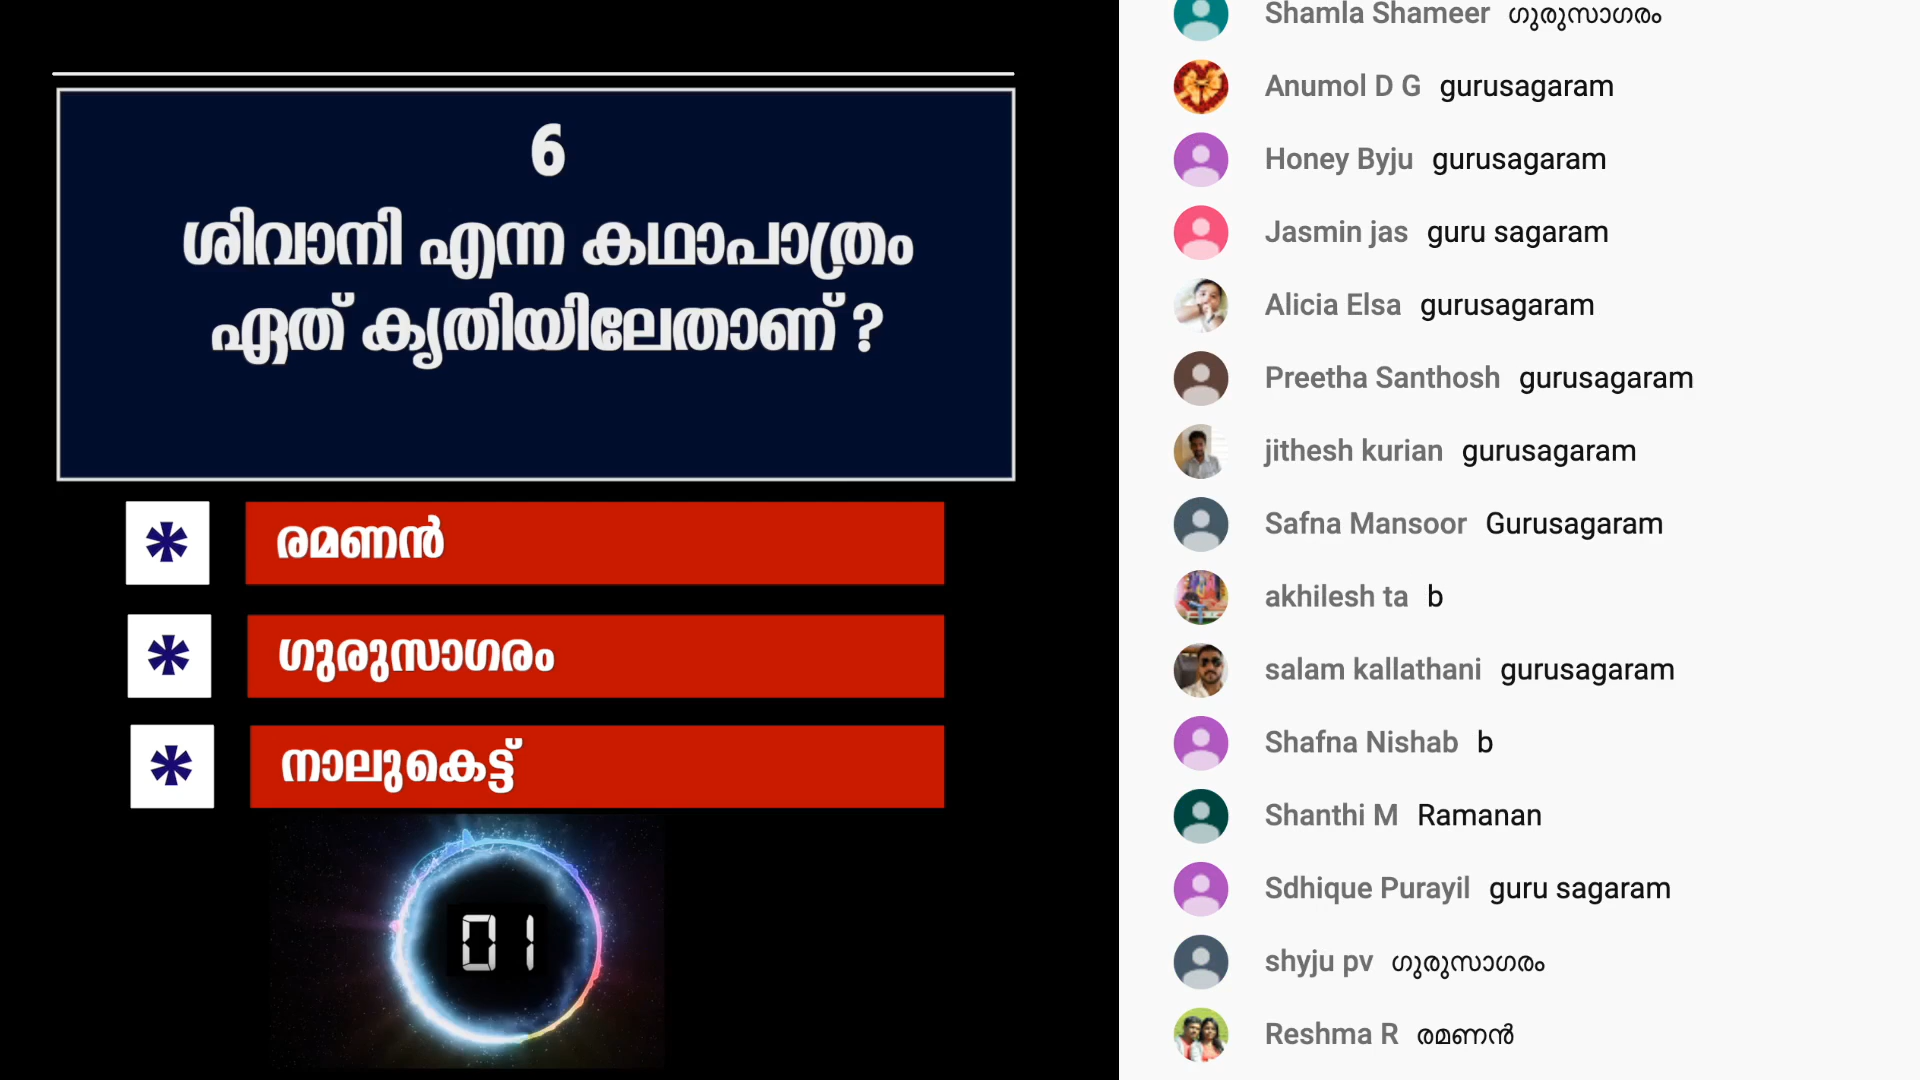 6
ശിവാനി എന്ന കഥാപാത്രം
ഏത് കൃതിയിലേതാണ് ?
* രമണൻ
* ഗുരുസാഗരം
* നാലുകെട്ട്
01
Shamla Shameer ഗുരുസാഗരം
Anumol D G gurusagaram
Honey Byju gurusagaram
Jasmin jas guru sagaram
Alicia Elsa gurusagaram
Preetha Santhosh gurusagaram
jithesh kurian gurusagaram
Safna Mansoor Gurusagaram
akhilesh ta b
salam kallathani gurusagaram
Shafna Nishab b
Shanthi M Ramanan
Sdhique Purayil guru sagaram
shyju pv ഗുരുസാഗരം
Reshma R രമണൻ